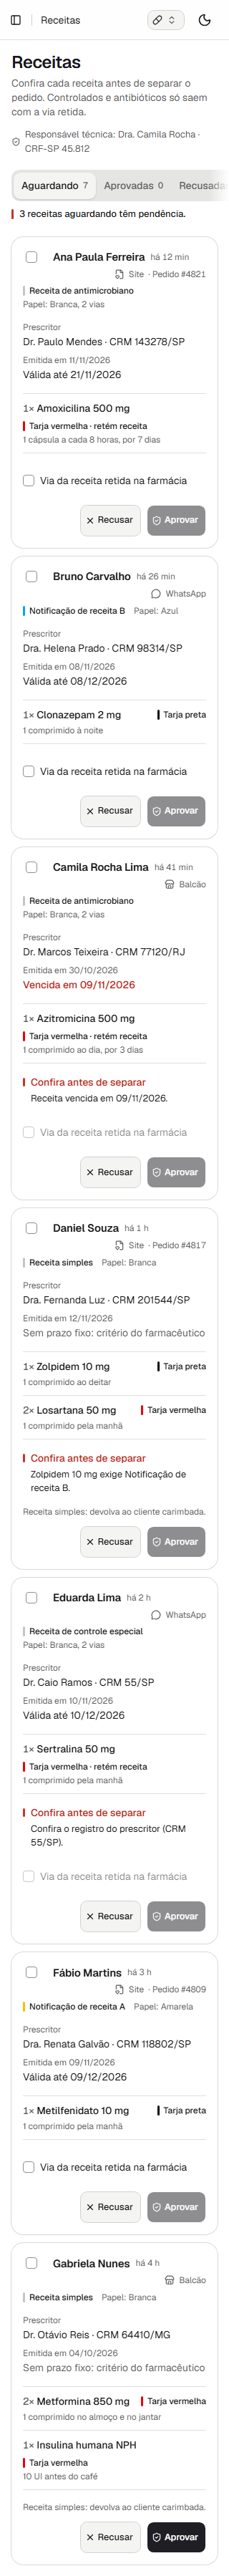 Receitas
Receitas
Confira cada receita antes de separar o
pedido. Controlados e antibióticos só saem
com a via retida.
Responsável técnica: Dra. Camila Rocha ·
CRF-SP 45.812
Aguardando 7 Aprovadas 0 Recusada
3 receitas aguardando têm pendência.
Ana Paula Ferreira há 12 min
Site · Pedido #4821
Receita de antimicrobiano
Papel: Branca, 2 vias
Prescritor
Dr. Paulo Mendes · CRM 143278/SP
Emitida em 11/11/2026
Válida até 21/11/2026
1× Amoxicilina 500 mg
Tarja vermelha · retém receita
1 cápsula a cada 8 horas, por 7 dias
Via da receita retida na farmácia
Recusar Aprovar
Bruno Carvalho há 26 min
WhatsApp
Notificação de receita B Papel: Azul
Prescritor
Dra. Helena Prado · CRM 98314/SP
Emitida em 08/11/2026
Válida até 08/12/2026
1× Clonazepam 2 mg Tarja preta
1 comprimido à noite
Via da receita retida na farmácia
Recusar Aprovar
Camila Rocha Lima há 41 min
Balcão
Receita de antimicrobiano
Papel: Branca, 2 vias
Prescritor
Dr. Marcos Teixeira · CRM 77120/RJ
Emitida em 30/10/2026
Vencida em 09/11/2026
1× Azitromicina 500 mg
Tarja vermelha · retém receita
1 comprimido ao dia, por 3 dias
Confira antes de separar
Receita vencida em 09/11/2026.
Via da receita retida na farmácia
Recusar Aprovar
Daniel Souza há 1 h
Site · Pedido #4817
Receita simples Papel: Branca
Prescritor
Dra. Fernanda Luz · CRM 201544/SP
Emitida em 12/11/2026
Sem prazo fixo: critério do farmacêutico
1× Zolpidem 10 mg Tarja preta
1 comprimido ao deitar
2× Losartana 50 mg Tarja vermelha
1 comprimido pela manhã
Confira antes de separar
Zolpidem 10 mg exige Notificação de
receita B.
Receita simples: devolva ao cliente carimbada.
Recusar Aprovar
Eduarda Lima há 2 h
WhatsApp
Receita de controle especial
Papel: Branca, 2 vias
Prescritor
Dr. Caio Ramos · CRM 55/SP
Emitida em 10/11/2026
Válida até 10/12/2026
1× Sertralina 50 mg
Tarja vermelha · retém receita
1 comprimido pela manhã
Confira antes de separar
Confira o registro do prescritor (CRM
55/SP).
Via da receita retida na farmácia
Recusar Aprovar
Fábio Martins há 3 h
Site · Pedido #4809
Notificação de receita A Papel: Amarela
Prescritor
Dra. Renata Galvão · CRM 118802/SP
Emitida em 09/11/2026
Válida até 09/12/2026
1× Metilfenidato 10 mg Tarja preta
1 comprimido pela manhã
Via da receita retida na farmácia
Recusar Aprovar
Gabriela Nunes há 4 h
Balcão
Receita simples Papel: Branca
Prescritor
Dr. Otávio Reis · CRM 64410/MG
Emitida em 04/10/2026
Sem prazo fixo: critério do farmacêutico
2× Metformina 850 mg Tarja vermelha
1 comprimido no almoço e no jantar
1× Insulina humana NPH
Tarja vermelha
10 UI antes do café
Receita simples: devolva ao cliente carimbada.
Recusar Aprovar